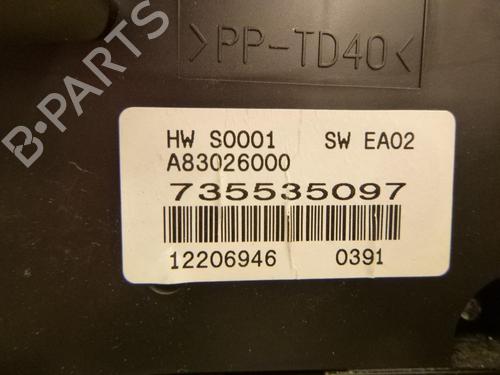 >PP-TD40<
HW S0001 SW EA02
A83026000
735535097
12206946 0391
B-PARTS